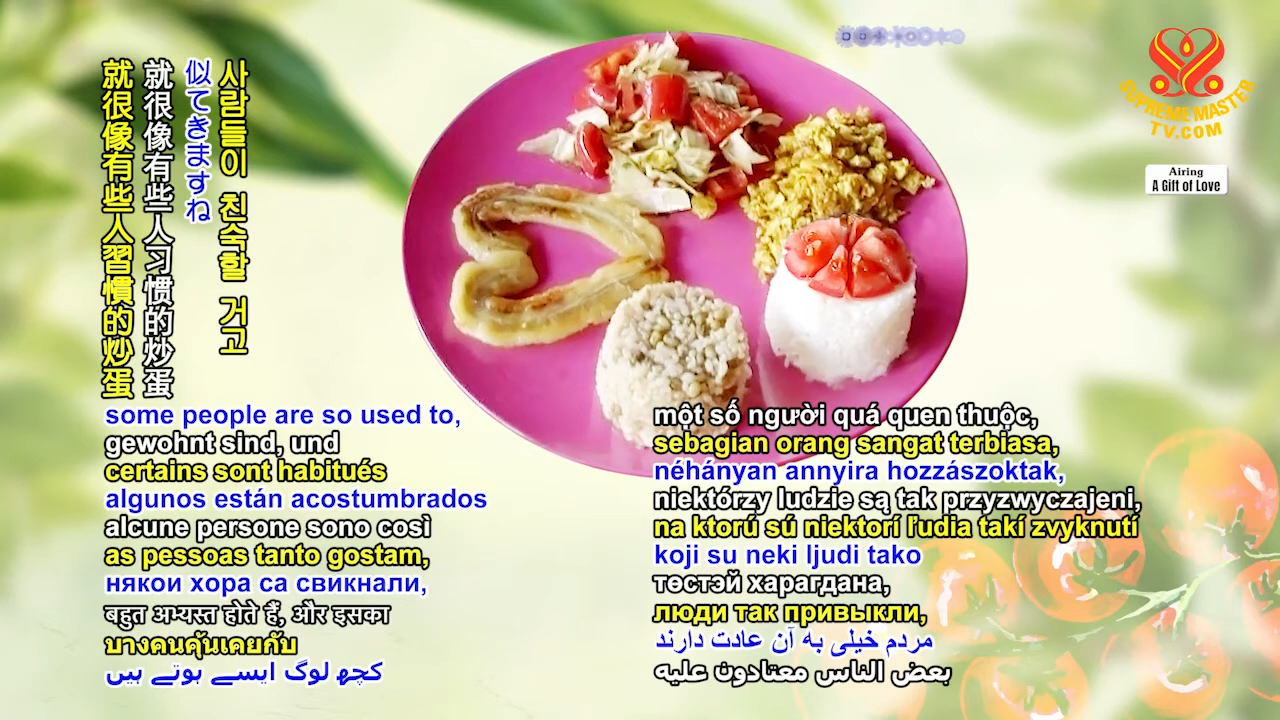 就很像有些人習慣的炒蛋
就很像有些人习惯的炒蛋
似てきますね
사람들이 친숙할 거고
SUPREME MASTER
TV.COM
Airing
A Gift of Love
some people are so used to,
gewohnt sind, und
certains sont habitués
algunos están acostumbrados
alcune persone sono così
as pessoas tanto gostam,
някои хора са свикнали,
बहुत अभ्यस्त होते हैं, और इसका
บางคนคุ้นเคยกับ
کچھ لوگ ایسے ہوتے ہیں
một số người quá quen thuộc,
sebagian orang sangat terbiasa,
néhányan annyira hozzászoktak,
niektórzy ludzie są tak przyzwyczajeni,
na ktorú sú niektorí ľudia takí zvyknutí
koji su neki ljudi tako
төстэй харагдана,
люди так привыкли,
مردم خیلی به آن عادت دارند
بعض الناس معتادون عليه